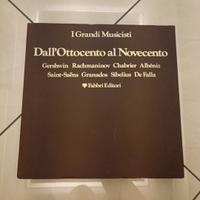 I Grandi Musicisti
Dall'Ottocento al Novecento
Gershwin Rachmaninov Chabrier Albéniz
Saint-Saëns Granados Sibelius De Falla
Fabbri Editori